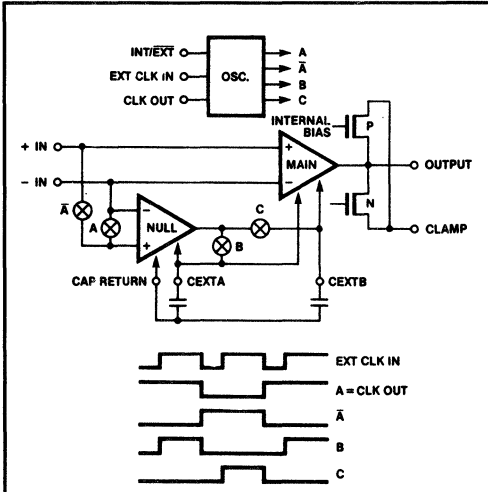 INT/EXT
EXT CLK IN
CLK OUT
OSC.
A
A̅
B
C
INTERNAL BIAS
P
+ IN
− IN
+
−
MAIN
OUTPUT
N
CLAMP
A̅
A
−
+
NULL
C
B
CAP RETURN
CEXTA
CEXTB
EXT CLK IN
A = CLK OUT
A̅
B
C